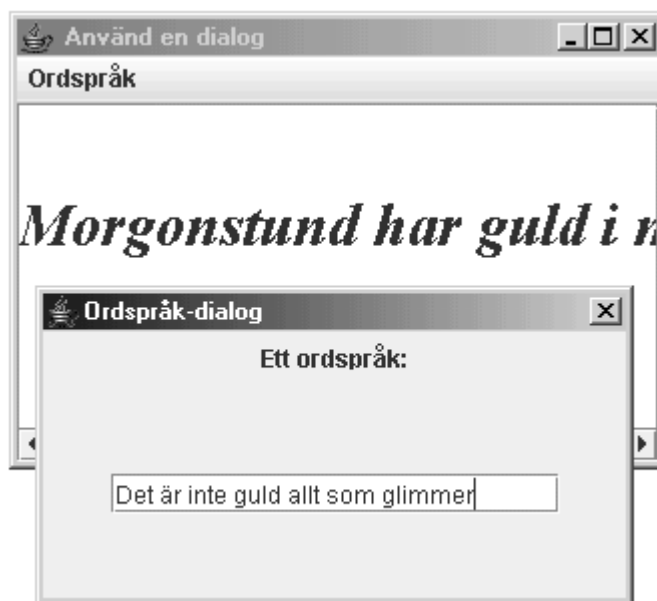 Använd en dialog
Ordspråk
Morgonstund har guld i
Ordspråk-dialog
Ett ordspråk:
Det är inte guld allt som glimmer